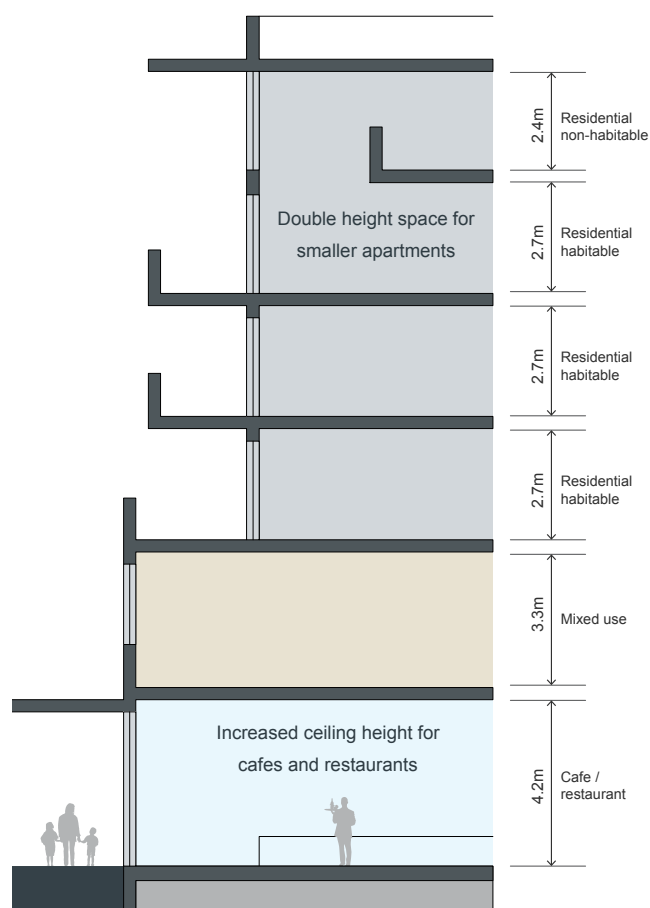 2.4m
Residential
non-habitable
Double height space for
smaller apartments
2.7m
Residential
habitable
2.7m
Residential
habitable
2.7m
Residential
habitable
3.3m
Mixed use
Increased ceiling height for
cafes and restaurants
4.2m
Cafe /
restaurant